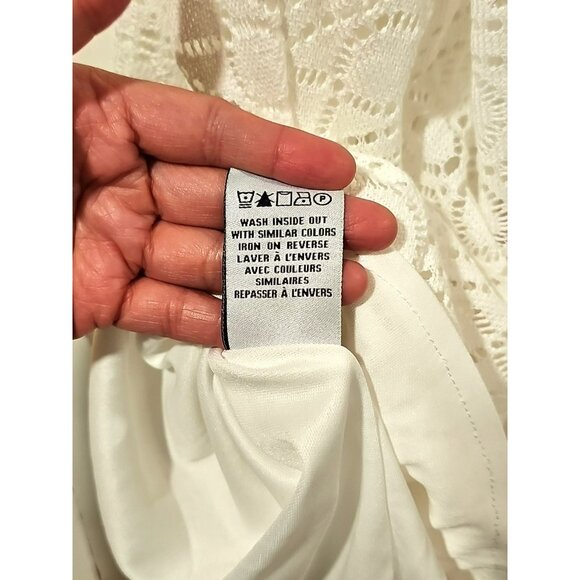 P
WASH INSIDE OUT
WITH SIMILAR COLORS
IRON ON REVERSE
LAVER À L'ENVERS
AVEC COULEURS
SIMILAIRES
REPASSER À L'ENVERS